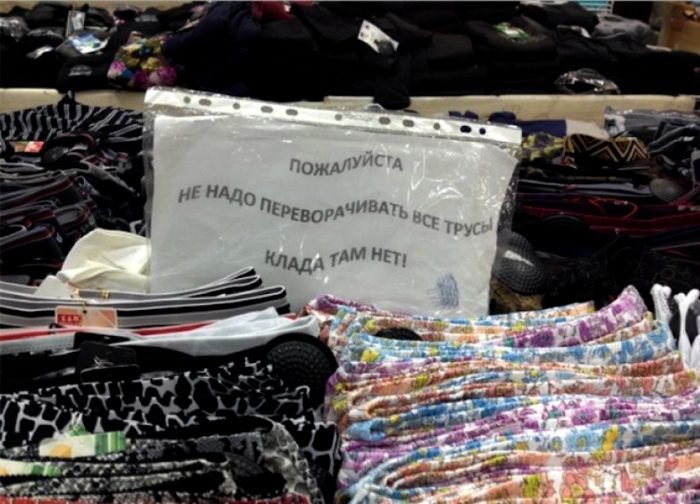 ПОЖАЛУЙСТА
НЕ НАДО ПЕРЕВОРАЧИВАТЬ ВСЕ ТРУСЫ
КЛАДА ТАМ НЕТ!